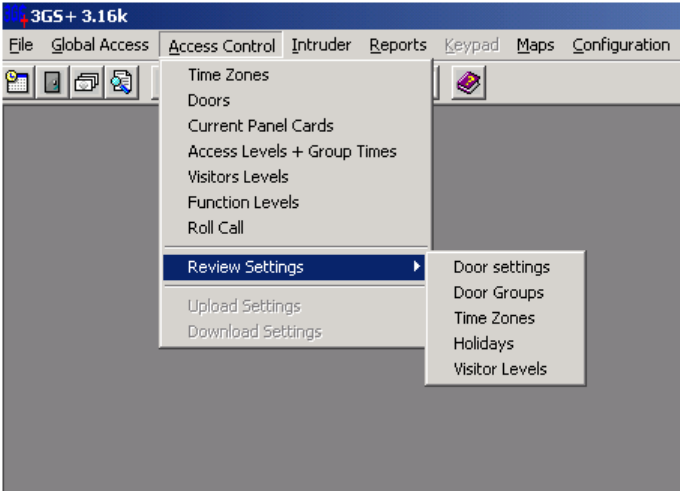 3GS+ 3.16k
File Global Access Access Control Intruder Reports Keypad Maps Configuration
Time Zones
Doors
Current Panel Cards
Access Levels + Group Times
Visitors Levels
Function Levels
Roll Call
Review Settings
Door settings
Door Groups
Time Zones
Holidays
Visitor Levels
Upload Settings
Download Settings